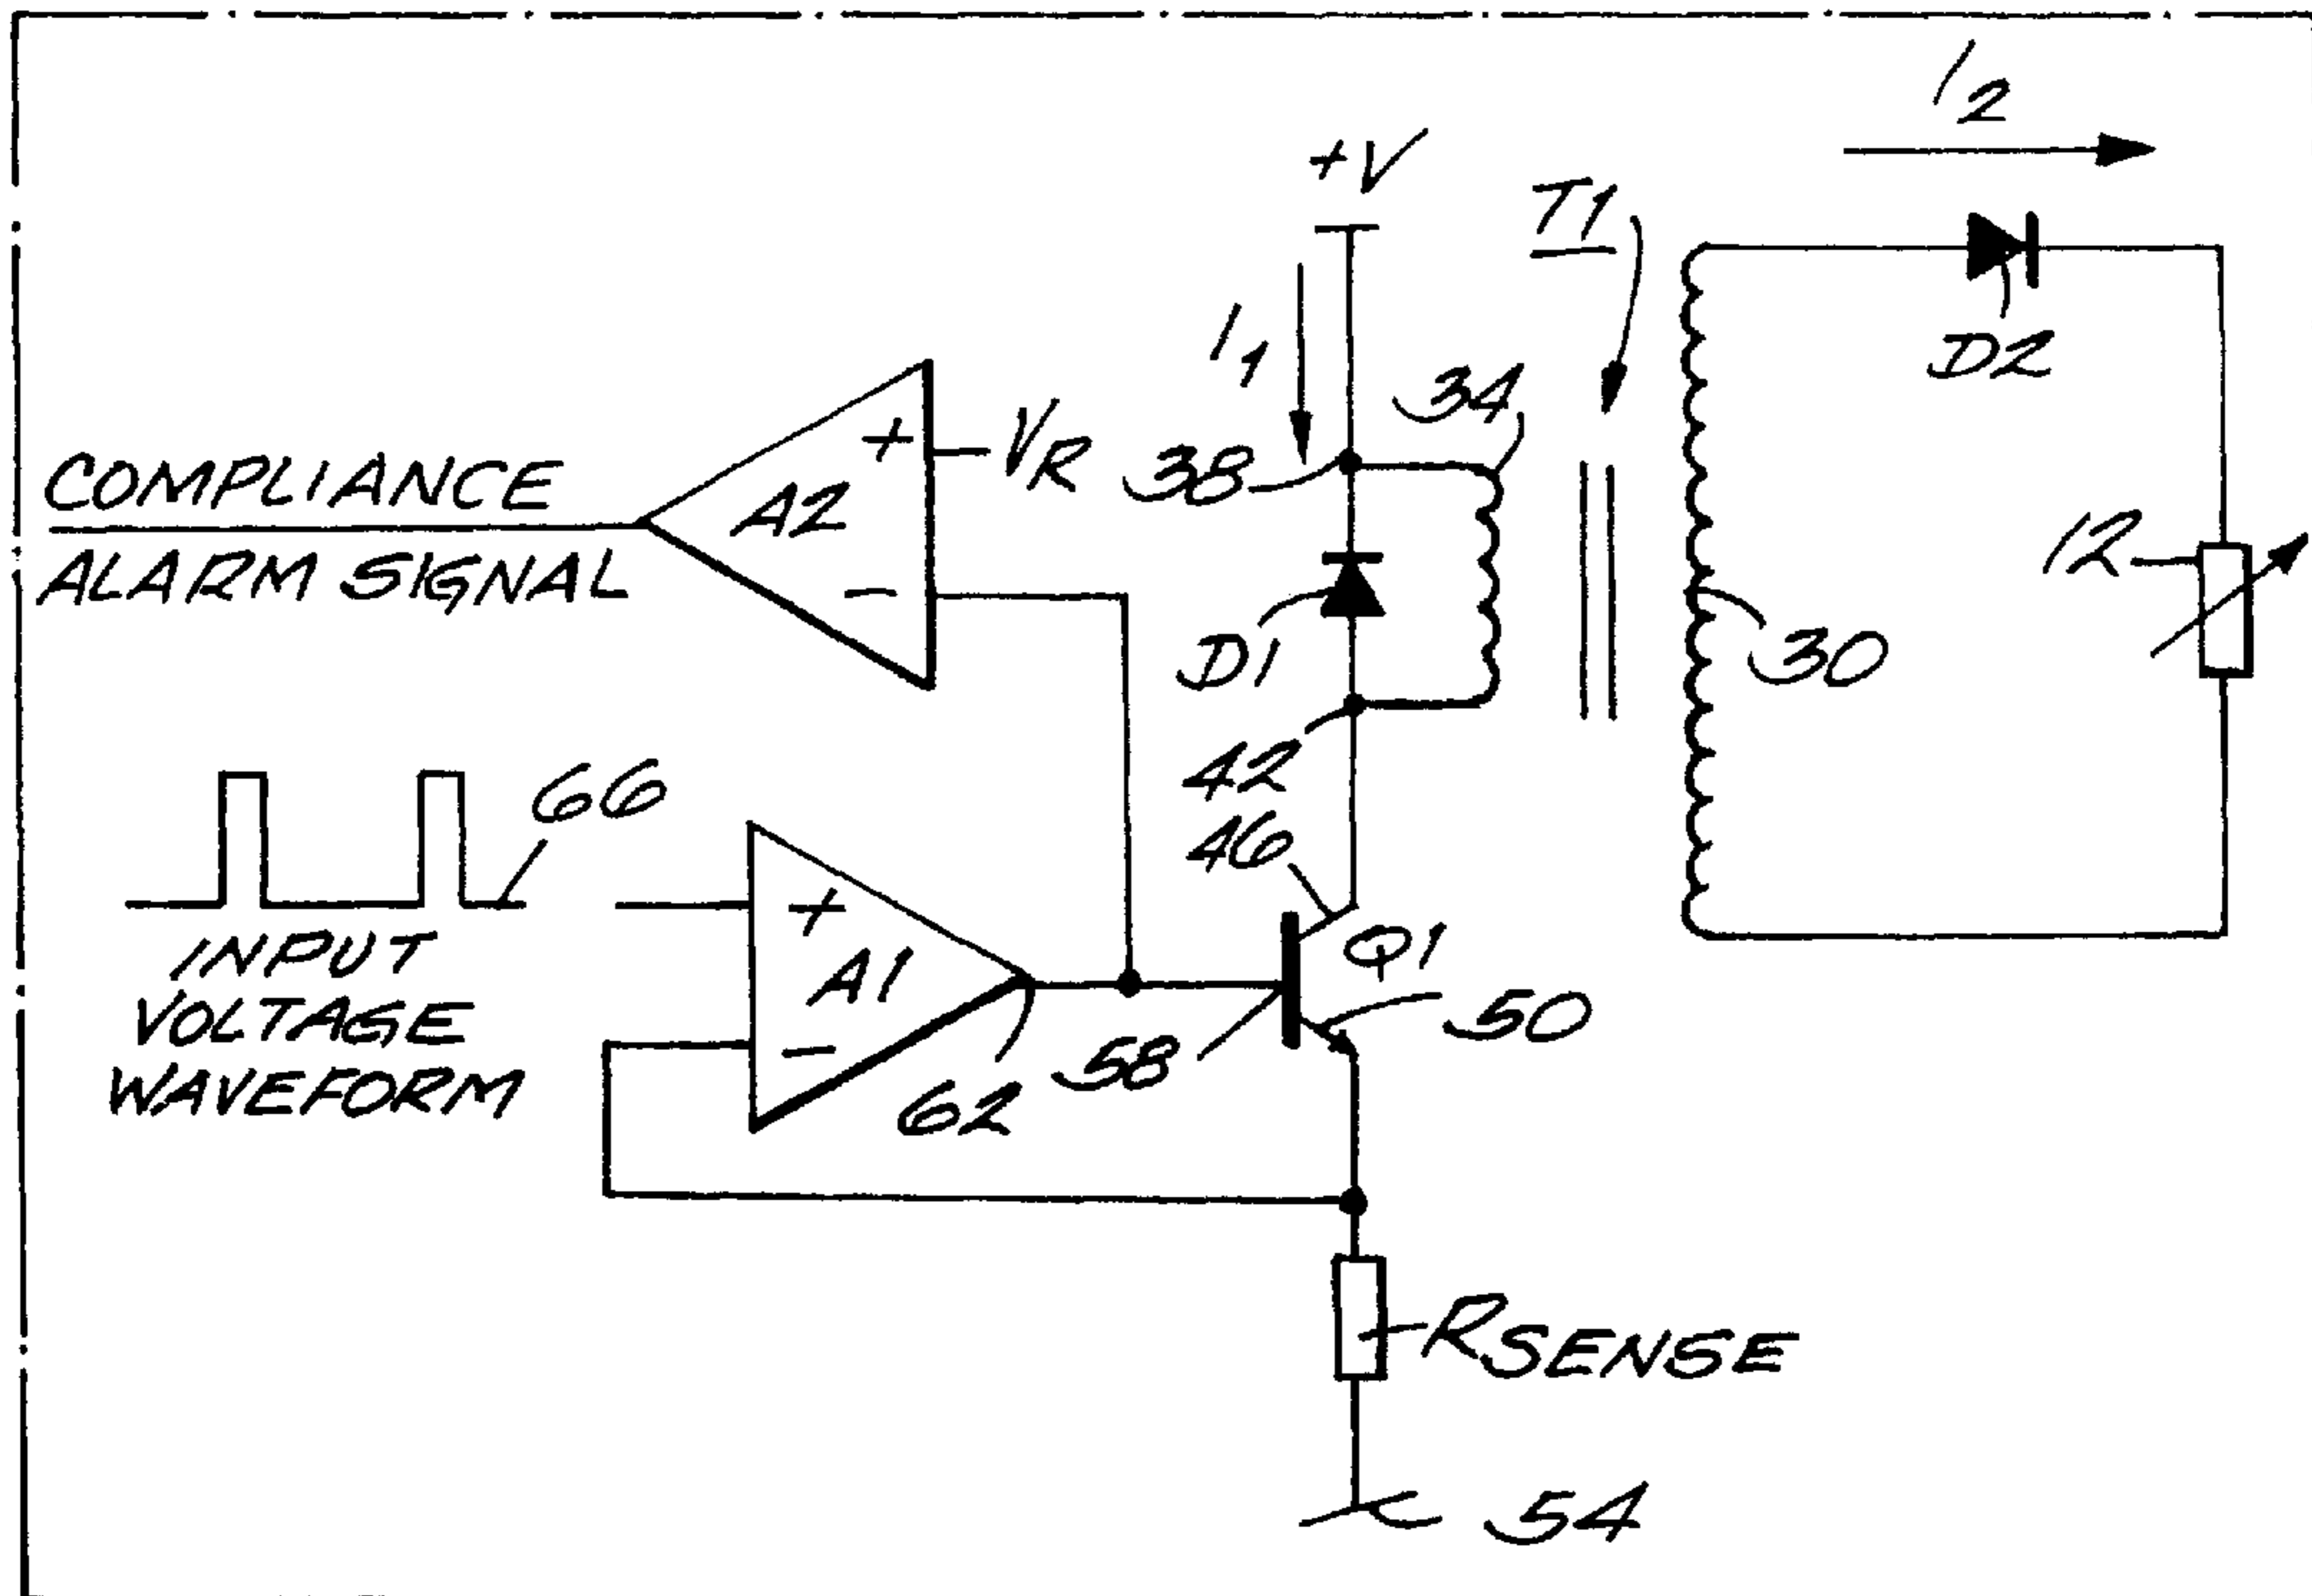 I2
+V
T1
I1
34
D2
+
VR
38
COMPLIANCE
A2
12
ALARM SIGNAL
−
D1
30
42
66
46
+
Q1
INPUT
A1
50
VOLTAGE
−
58
WAVEFORM
62
RSENSE
54